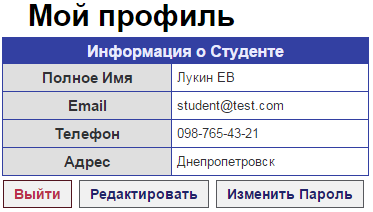 Мой профиль
Информация о Студенте
Полное Имя Лукин ЕВ
Email student@test.com
Телефон 098-765-43-21
Адрес Днепропетровск
Выйти Редактировать Изменить Пароль